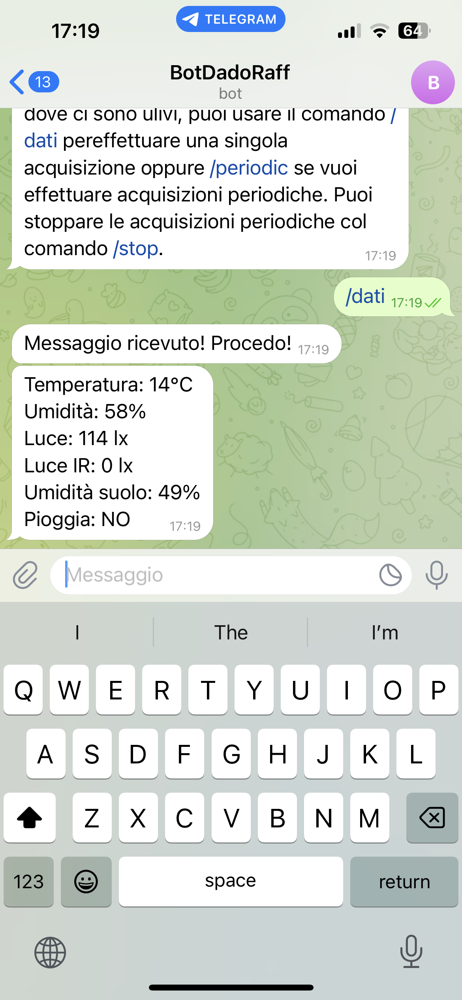 17:19
TELEGRAM
64
13
BotDadoRaff
bot
B
dove ci sono ulivi, puoi usare il comando /
dati pereffettuare una singola
acquisizione oppure /periodic se vuoi
effettuare acquisizioni periodiche. Puoi
stoppare le acquisizioni periodiche col
comando /stop.
17:19
/dati 17:19
Messaggio ricevuto! Procedo! 17:19
Temperatura: 14°C
Umidità: 58%
Luce: 114 lx
Luce IR: 0 lx
Umidità suolo: 49%
Pioggia: NO 17:19
Messaggio
I The I'm
Q W E R T Y U I O P
A S D F G H J K L
Z X C V B N M
123 space return